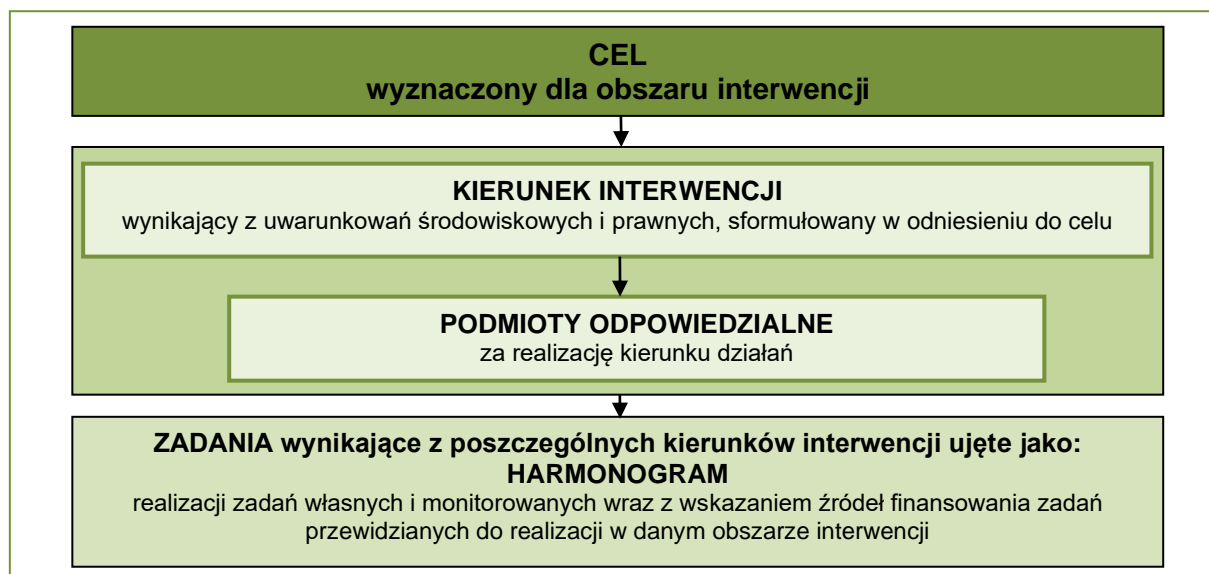 CEL
wyznaczony dla obszaru interwencji
KIERUNEK INTERWENCJI
wynikający z uwarunkowań środowiskowych i prawnych, sformułowany w odniesieniu do celu
PODMIOTY ODPOWIEDZIALNE
za realizację kierunku działań
ZADANIA wynikające z poszczególnych kierunków interwencji ujęte jako:
HARMONOGRAM
realizacji zadań własnych i monitorowanych wraz z wskazaniem źródeł finansowania zadań
przewidzianych do realizacji w danym obszarze interwencji